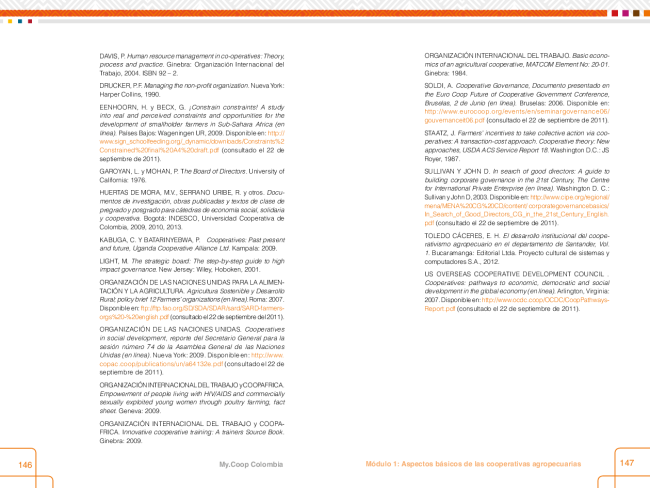 DAVIS, P. Human resource management in co-operatives: Theory,
process and practice. Ginebra: Organización Internacional del
Trabajo, 2004. ISBN 92 – 2.
DRUCKER, P.F. Managing the non-profit organization. Nueva York:
Harper Collins, 1990.
EENHOORN, H. y BECX, G. ¡Constrain constraints! A study
into real and perceived constraints and opportunities for the
development of smallholder farmers in Sub-Sahara Africa (en
línea). Países Bajos: Wageningen UR, 2009. Disponible en: http://
www.sign_schoolfeeding.org/_dynamic/downloads/Constraints%2
Constrained%20final%20A4%20draft.pdf (consultado el 22 de
septiembre de 2011).
GAROYAN, L. y MOHAN, P. The Board of Directors. University of
California: 1976.
HUERTAS DE MORA, M.V., SERRANO URIBE, R. y otros. Docu-
mentos de investigación, obras publicadas y textos de clase de
pregrado y posgrado para cátedras de economía social, solidaria
y cooperativa. Bogotá: INDESCO, Universidad Cooperativa de
Colombia, 2009, 2010, 2013.
KABUGA, C. Y BATARINYEBWA, P. Cooperatives: Past present
and future, Uganda Cooperative Alliance Ltd. Kampala: 2009.
LIGHT, M. The strategic board: The step-by-step guide to high
impact governance. New Jersey: Wiley, Hoboken, 2001.
ORGANIZACIÓN DE LAS NACIONES UNIDAS PARA LA ALIMEN-
TACIÓN Y LA AGRICULTURA. Agricultura Sostenible y Desarrollo
Rural; policy brief 12 Farmers' organizations (en línea). Roma: 2007.
Disponible en: ftp://ftp.fao.org/SD/SDA/SDAR/sard/SARD-farmers-
orgs%20-%20english.pdf (consultado el 22 de septiembre del 2011).
ORGANIZACIÓN DE LAS NACIONES UNIDAS. Cooperatives
in social development, reporte del Secretario General para la
sesión número 74 de la Asamblea General de las Naciones
Unidas (en línea). Nueva York: 2009. Disponible en: http://www.
copac.coop/publications/un/a64132e.pdf (consultado el 22 de
septiembre de 2011).
ORGANIZACIÓN INTERNACIONAL DEL TRABAJO y COOPAFRICA.
Empowerment of people living with HIV/AIDS and commercially
sexually exploited young women through poultry farming, fact
sheet. Geneva: 2009.
ORGANIZACIÓN INTERNACIONAL DEL TRABAJO y COOPA-
FRICA. Innovative cooperative training: A trainers Source Book.
Ginebra: 2009.
146
My.Coop Colombia
ORGANIZACIÓN INTERNACIONAL DEL TRABAJO. Basic econo-
mics of an agricultural cooperative, MATCOM Element No: 20-01.
Ginebra: 1984.
SOLDI, A. Cooperative Governance, Documento presentado en
the Euro Coop Future of Cooperative Government Conference,
Bruselas, 2 de Junio (en línea). Bruselas: 2006. Disponible en:
http://www.eurocoop.org/events/en/seminargovernance06/
gouvernancef06.pdf (consultado el 22 de septiembre de 2011).
STAATZ, J. Farmers' incentives to take collective action via coo-
peratives: A transaction-cost approach. Cooperative theory: New
approaches, USDA ACS Service Report 18. Washington D.C.: JS
Royer, 1987.
SULLIVAN Y JOHN D. In search of good directors: A guide to
building corporate governance in the 21st Century, The Centre
for International Private Enterprise (en línea). Washington D. C.:
Sullivan y John D, 2003. Disponible en: http://www.cipe.org/regional/
mena/MENA%20CG%20CD/content/corporategovernancebasics/
In_Search_of_Good_Directors_CG_in_the_21st_Century_English
pdf (consultado el 22 de septiembre de 2011).
TOLEDO CÁCERES, E. H. El desarrollo institucional del coope-
rativismo agropecuario en el departamento de Santander, Vol.
1. Bucaramanga: Editorial Ltda. Proyecto cultural de sistemas y
computadores S.A., 2012.
US OVERSEAS COOPERATIVE DEVELOPMENT COUNCIL .
Cooperatives: pathways to economic, democratic and social
development in the global economy (en línea). Arlington, Virginia:
2007. Disponible en: http://www.ocdc.coop/OCDC/CoopPathways-
Report.pdf (consultado el 22 de septiembre de 2011).
Módulo 1: Aspectos básicos de las cooperativas agropecuarias
147